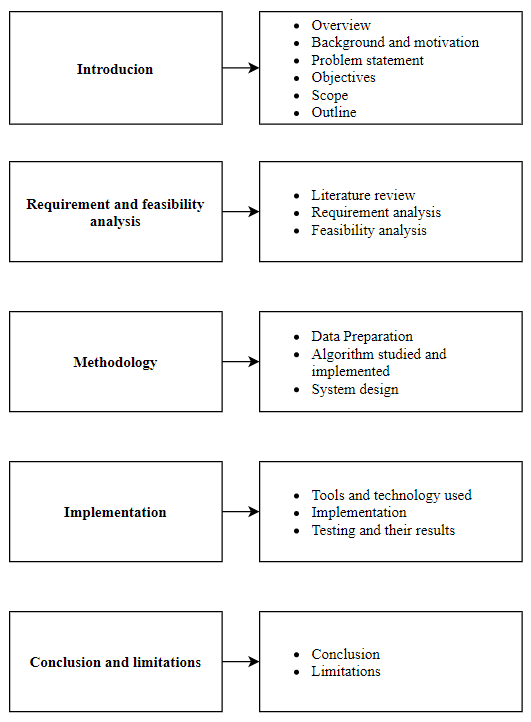 Introducion
• Overview
• Background and motivation
• Problem statement
• Objectives
• Scope
• Outline
Requirement and feasibility
analysis
• Literature review
• Requirement analysis
• Feasibility analysis
Methodology
• Data Preparation
• Algorithm studied and
implemented
• System design
Implementation
• Tools and technology used
• Implementation
• Testing and their results
Conclusion and limitations
• Conclusion
• Limitations